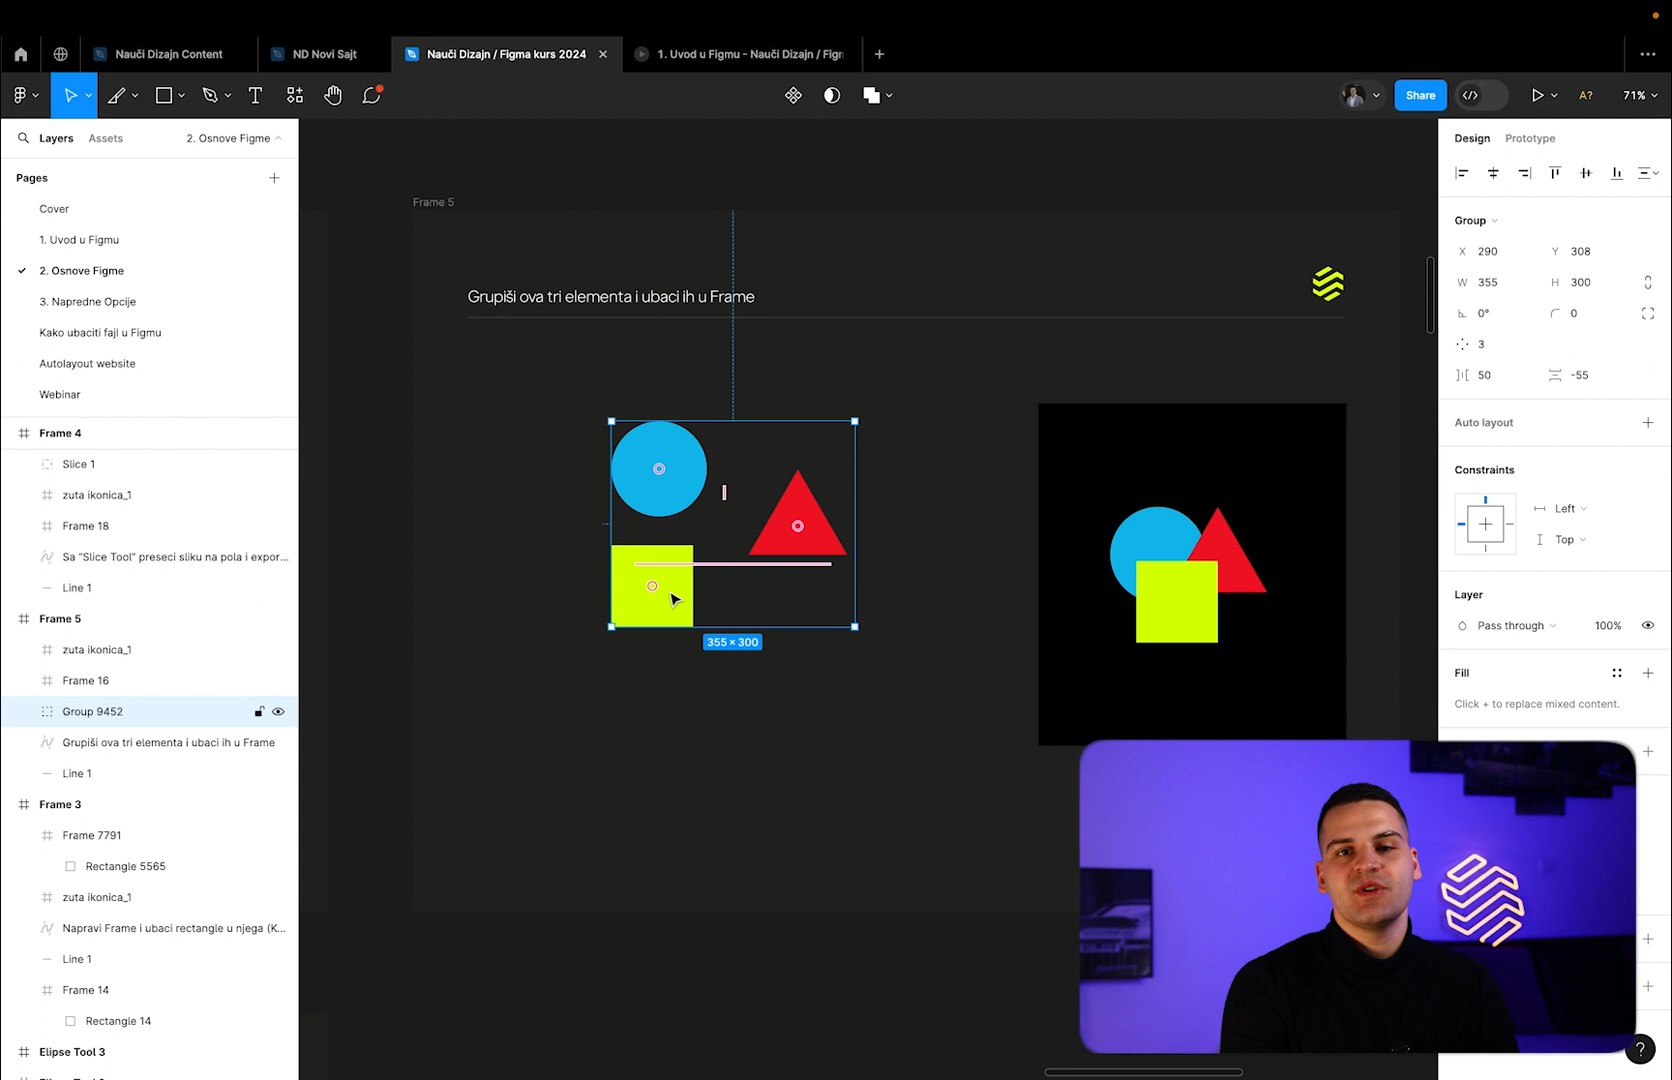 Nauči Dizajn Content
ND Novi Sajt
Nauči Dizajn / Figma kurs 2024
1. Uvod u Figmu - Nauči Dizajn / Figr
Share
A?
71%
Layers
Assets
2. Osnove Figme
Pages
Cover
1. Uvod u Figmu
2. Osnove Figme
3. Napredne Opcije
Kako ubaciti fajl u Figmu
Autolayout website
Webinar
Frame 4
Slice 1
zuta ikonica_1
Frame 18
Sa "Slice Tool" preseci sliku na pola i expor...
Line 1
Frame 5
zuta ikonica_1
Frame 16
Group 9452
Grupiši ova tri elementa i ubaci ih u Frame
Line 1
Frame 3
Frame 7791
Rectangle 5565
zuta ikonica_1
Napravi Frame i ubaci rectangle u njega (K...
Line 1
Frame 14
Rectangle 14
Elipse Tool 3
Frame 5
Grupiši ova tri elementa i ubaci ih u Frame
355 × 300
Design
Prototype
Group
X 290
Y 308
W 355
H 300
0°
0
3
50
-55
Auto layout
Constraints
Left
Top
Layer
Pass through
100%
Fill
Click + to replace mixed content.
?